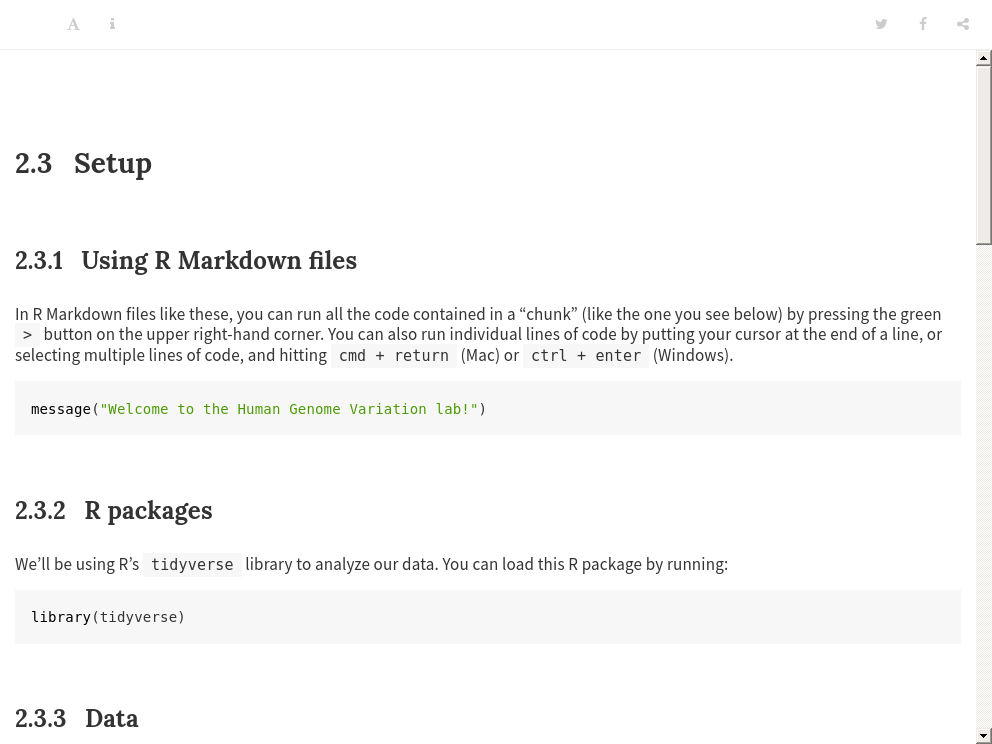 2.3 Setup
2.3.1 Using R Markdown files
In R Markdown files like these, you can run all the code contained in a “chunk” (like the one you see below) by pressing the green
> button on the upper right-hand corner. You can also run individual lines of code by putting your cursor at the end of a line, or
selecting multiple lines of code, and hitting cmd + return (Mac) or ctrl + enter (Windows).
message("Welcome to the Human Genome Variation lab!")
2.3.2 R packages
We’ll be using R’s tidyverse library to analyze our data. You can load this R package by running:
library(tidyverse)
2.3.3 Data